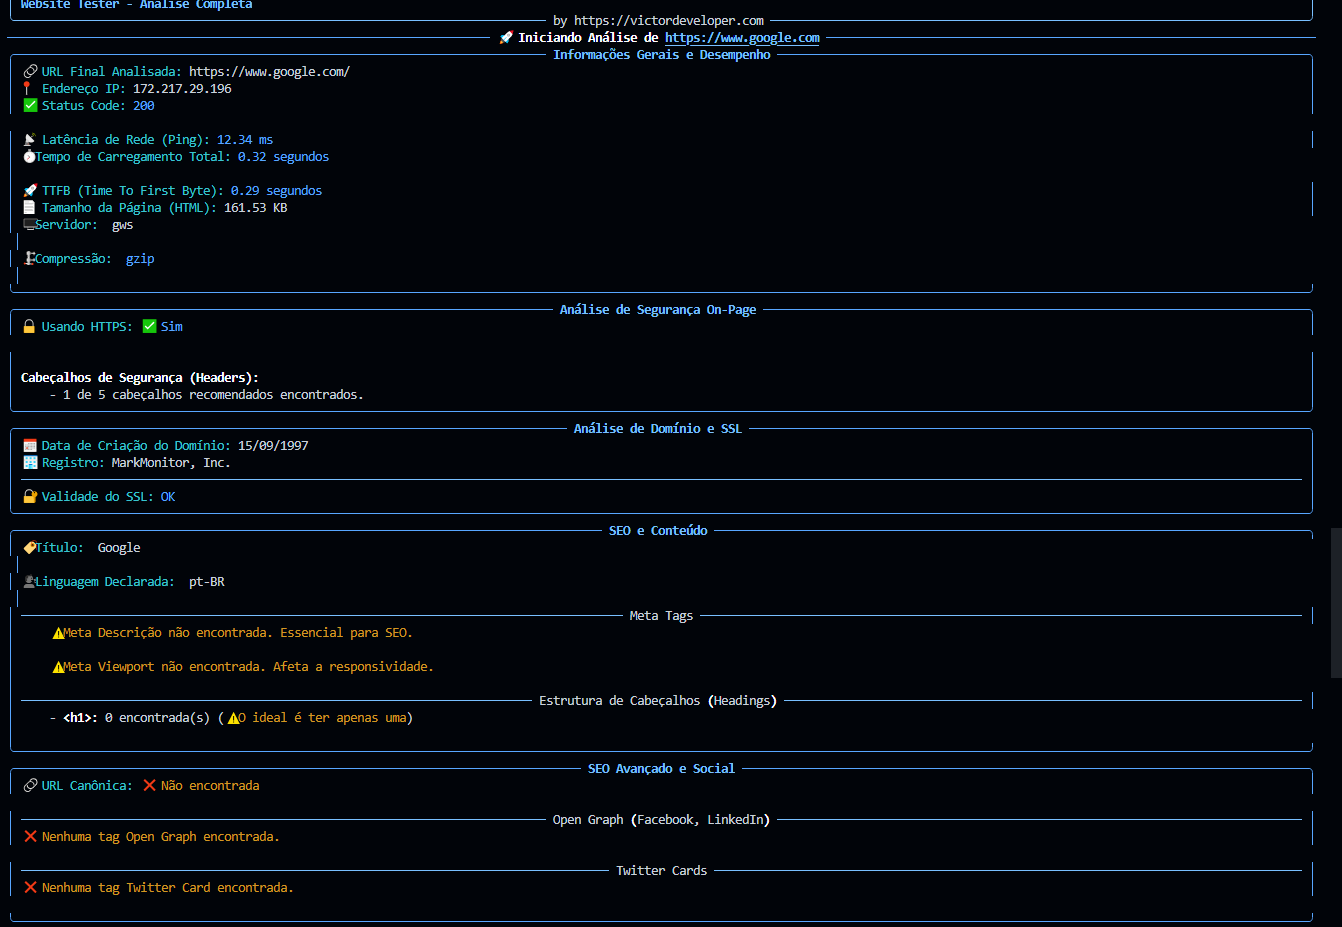 Website Tester - Análise Completa
by https://victordeveloper.com
🚀 Iniciando Análise de https://www.google.com
Informações Gerais e Desempenho
🔗 URL Final Analisada: https://www.google.com/
📍 Endereço IP: 172.217.29.196
✅ Status Code: 200
📡 Latência de Rede (Ping): 12.34 ms
⏱️Tempo de Carregamento Total: 0.32 segundos
🚀 TTFB (Time To First Byte): 0.29 segundos
📄 Tamanho da Página (HTML): 161.53 KB
🖥️Servidor: gws
🗜️Compressão: gzip
Análise de Segurança On-Page
🔒 Usando HTTPS: ✅ Sim
Cabeçalhos de Segurança (Headers):
- 1 de 5 cabeçalhos recomendados encontrados.
Análise de Domínio e SSL
📅 Data de Criação do Domínio: 15/09/1997
🏢 Registro: MarkMonitor, Inc.
🔐 Validade do SSL: OK
SEO e Conteúdo
🏷️Título: Google
🗣️Linguagem Declarada: pt-BR
Meta Tags
⚠️Meta Descrição não encontrada. Essencial para SEO.
⚠️Meta Viewport não encontrada. Afeta a responsividade.
Estrutura de Cabeçalhos (Headings)
- <h1>: 0 encontrada(s) (⚠️O ideal é ter apenas uma)
SEO Avançado e Social
🔗 URL Canônica: ❌ Não encontrada
Open Graph (Facebook, LinkedIn)
❌ Nenhuma tag Open Graph encontrada.
Twitter Cards
❌ Nenhuma tag Twitter Card encontrada.